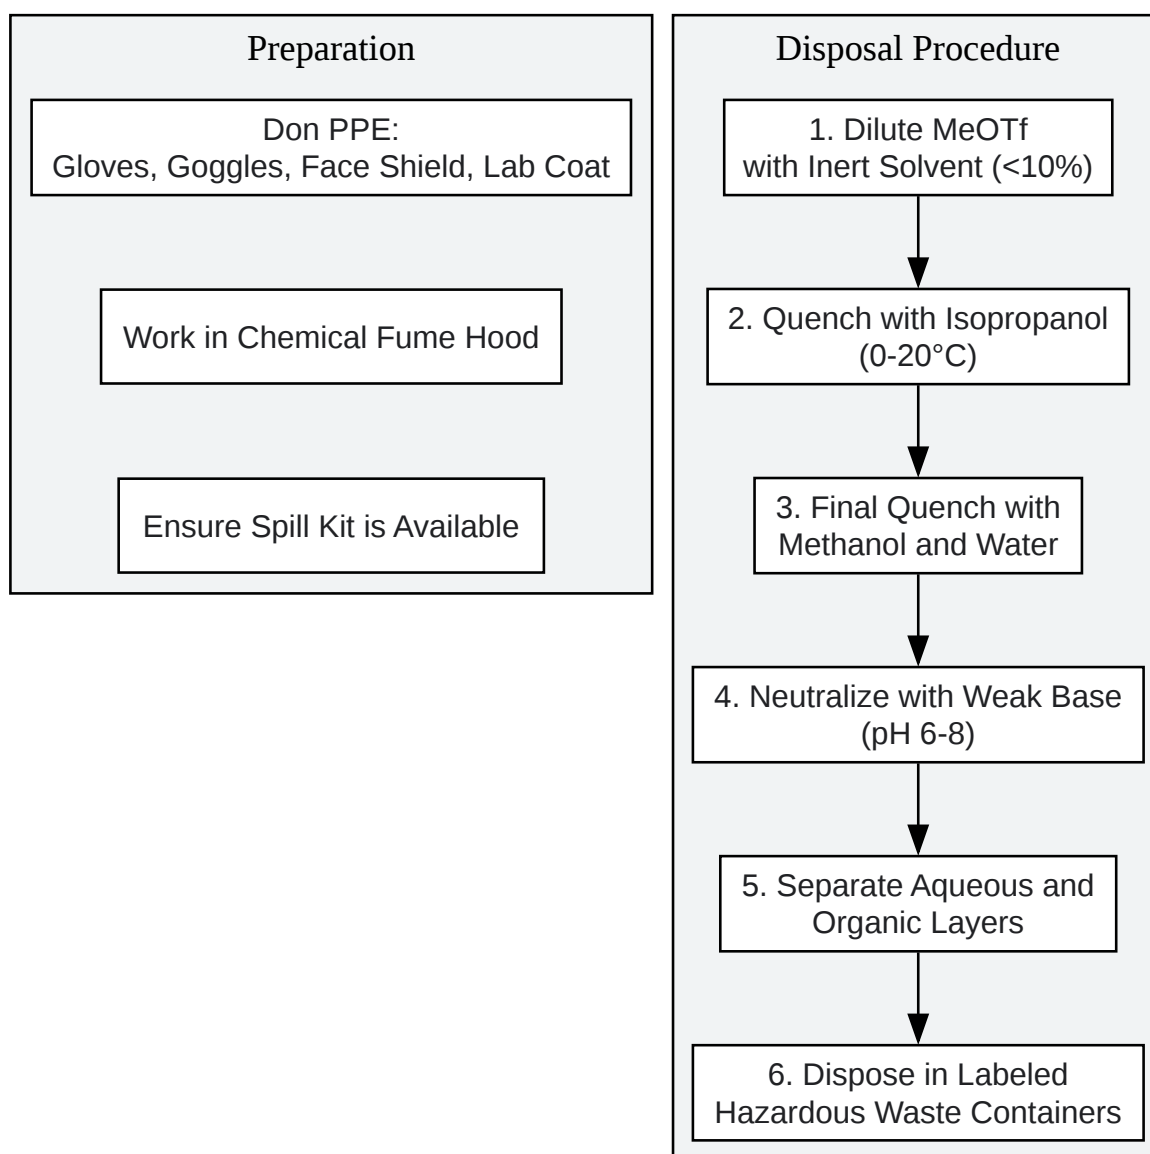 Preparation
Don PPE:
Gloves, Goggles, Face Shield, Lab Coat
Work in Chemical Fume Hood
Ensure Spill Kit is Available
Disposal Procedure
1. Dilute MeOTf
with Inert Solvent (<10%)
2. Quench with Isopropanol
(0-20°C)
3. Final Quench with
Methanol and Water
4. Neutralize with Weak Base
(pH 6-8)
5. Separate Aqueous and
Organic Layers
6. Dispose in Labeled
Hazardous Waste Containers